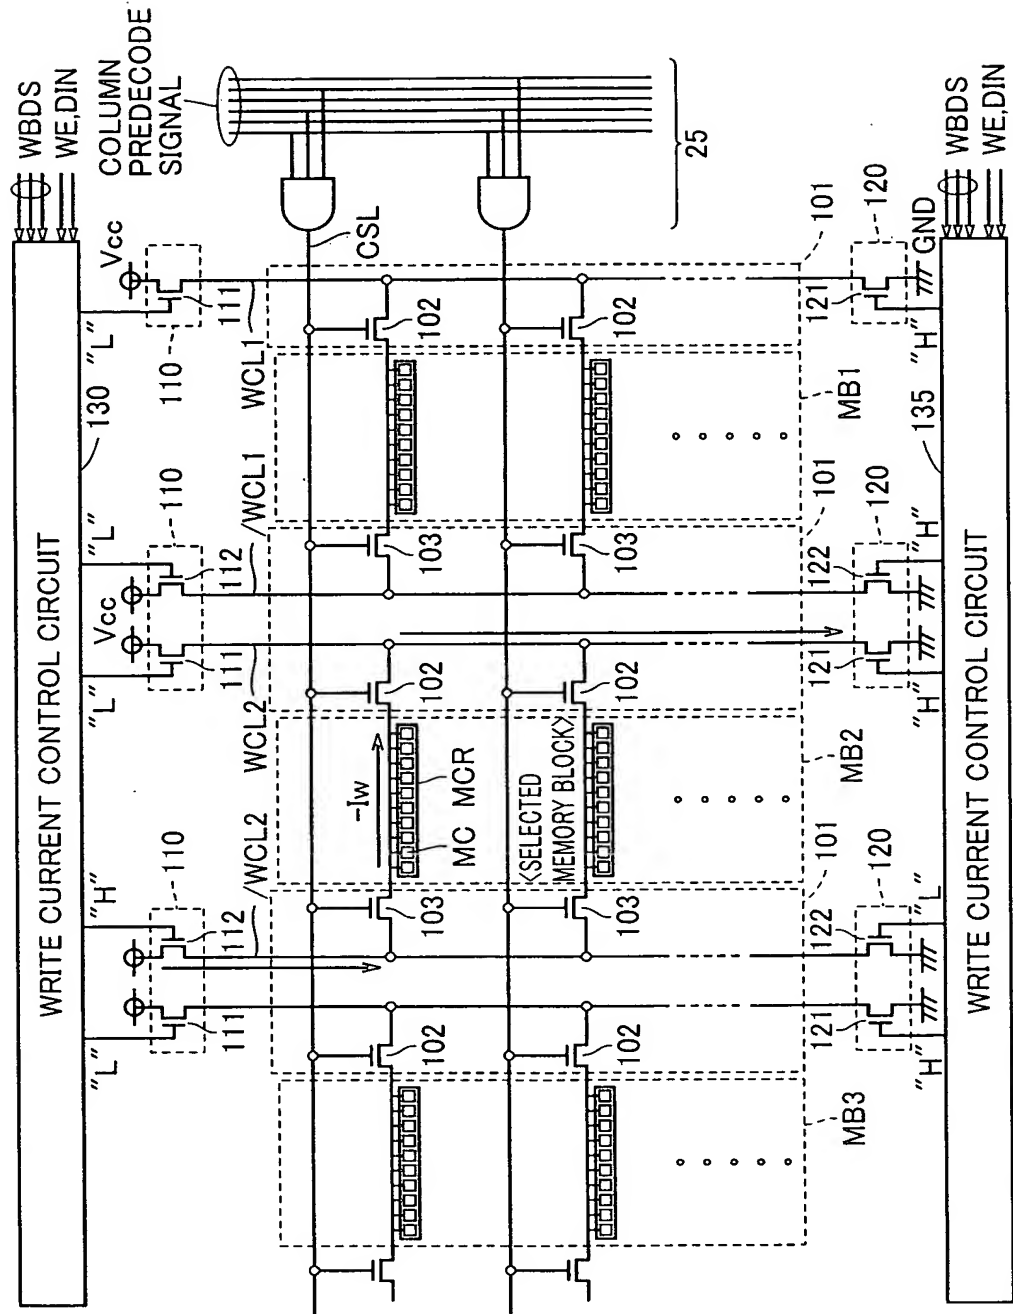 WRITE CURRENT CONTROL CIRCUIT
WBDS
WE,DIN
130
"L"
"H"
"L"
"L"
"L"
Vcc
Vcc
COLUMN
PREDECODE
SIGNAL
110
110
110
111
112
111
112
111
/WCL2
WCL2
/WCL1
WCL1
CSL
-Iw
102
103
102
103
102
MC MCR
<SELECTED
MEMORY BLOCK>
102
103
102
103
102
25
MB3
101
MB2
101
MB1
101
121
122
121
122
121
120
120
120
"H"
"L"
"H"
"H"
"H"
GND
135
WRITE CURRENT CONTROL CIRCUIT
WBDS
WE,DIN